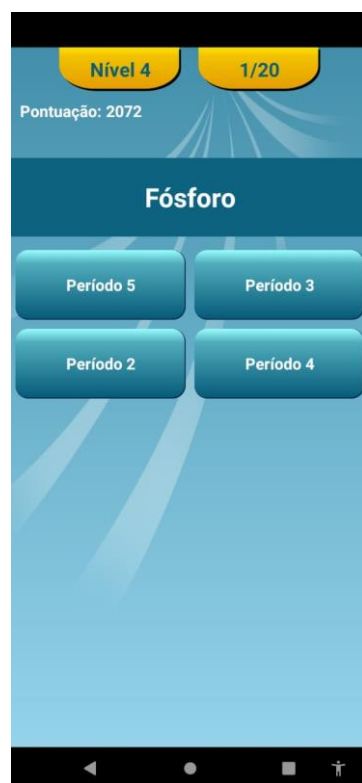 Nível 4
1/20
Pontuação: 2072
Fósforo
Período 5
Período 3
Período 2
Período 4